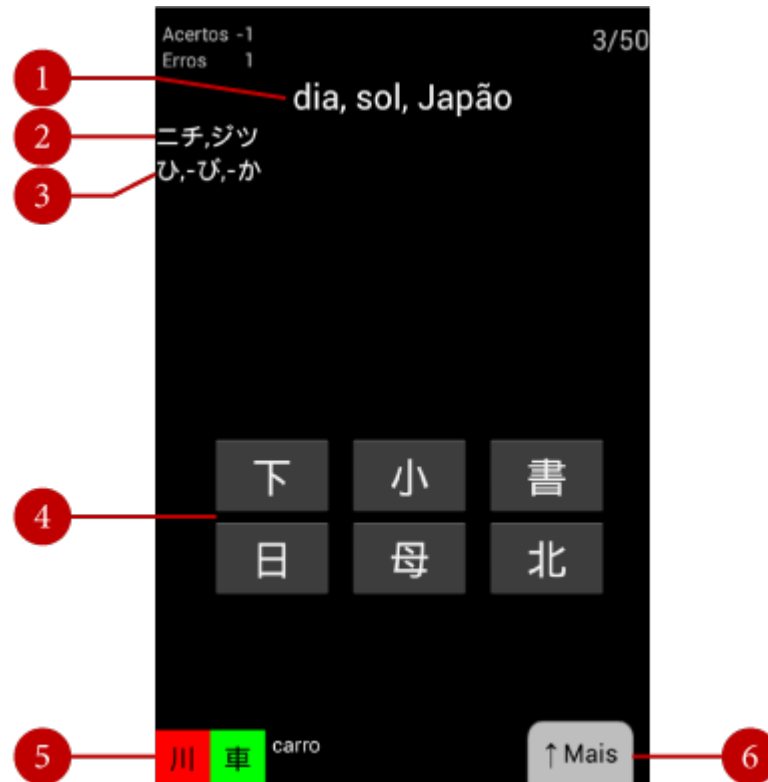 Acertos -1
Erros 1
3/50
1
dia, sol, Japão
2
ニチ,ジツ
3
ひ,-び,-か
下 小 書
4
日 母 北
5
川 車 carro
↑Mais
6